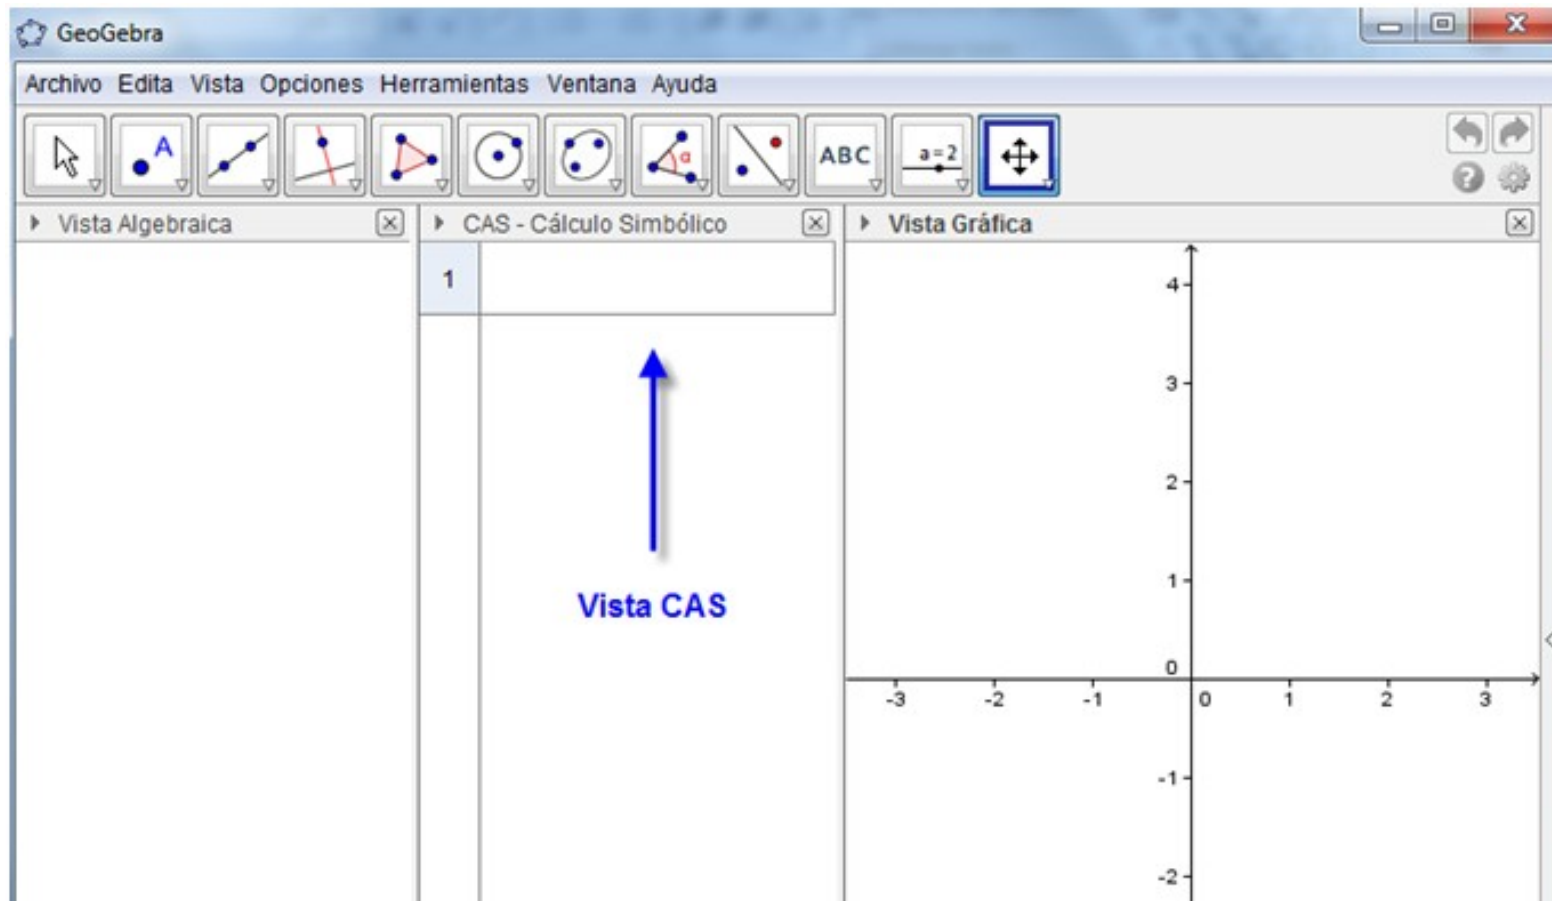 GeoGebra
Archivo Edita Vista Opciones Herramientas Ventana Ayuda
A
α
ABC
a=2
Vista Algebraica
CAS - Cálculo Simbólico
Vista Gráfica
1
Vista CAS
4
3
2
1
0
-3 -2 -1 0 1 2 3
-1
-2